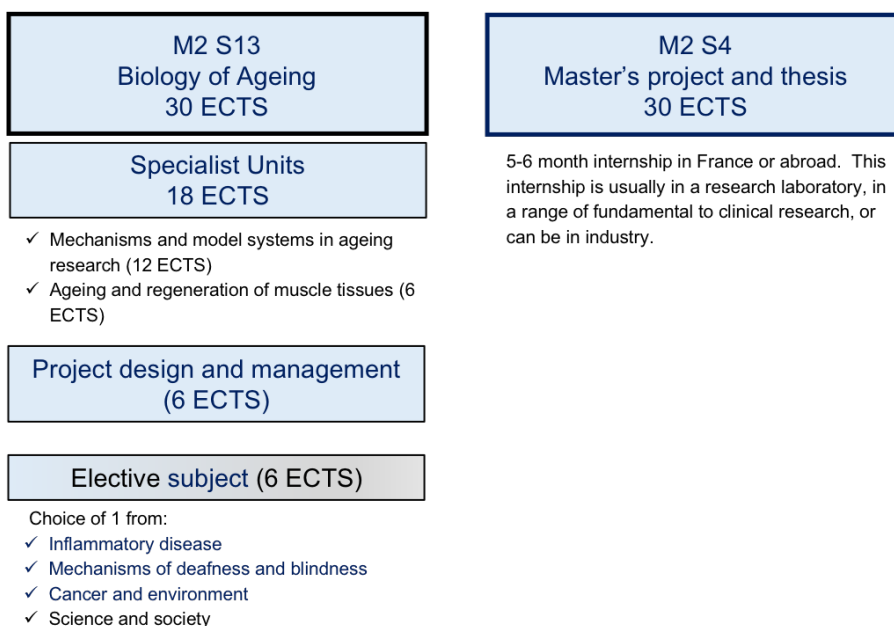 M2 S13
Biology of Ageing
30 ECTS
Specialist Units
18 ECTS
✓ Mechanisms and model systems in ageing
research (12 ECTS)
✓ Ageing and regeneration of muscle tissues (6
ECTS)
Project design and management
(6 ECTS)
Elective subject (6 ECTS)
Choice of 1 from:
✓ Inflammatory disease
✓ Mechanisms of deafness and blindness
✓ Cancer and environment
✓ Science and society
M2 S4
Master's project and thesis
30 ECTS
5-6 month internship in France or abroad. This
internship is usually in a research laboratory, in
a range of fundamental to clinical research, or
can be in industry.